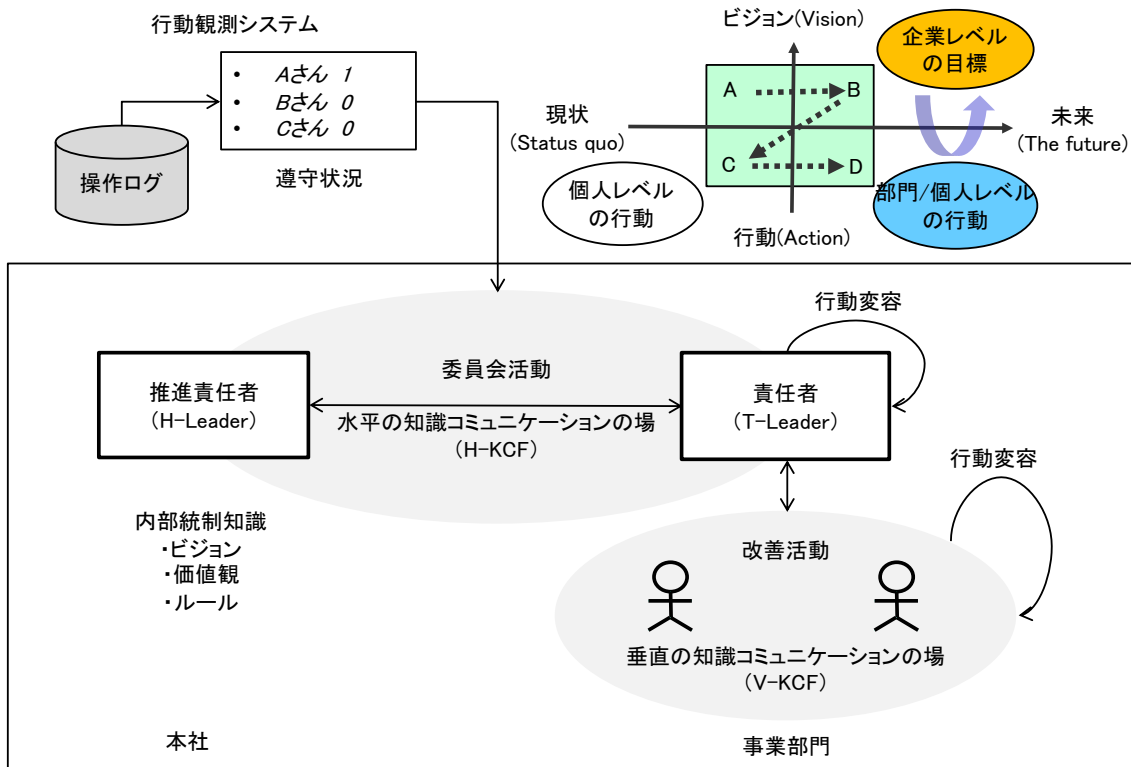 行動観測システム
• Aさん 1
• Bさん 0
• Cさん 0
操作ログ
遵守状況
ビジョン(Vision)
企業レベル
の目標
A
B
現状
(Status quo)
未来
(The future)
C
D
個人レベル
の行動
部門/個人レベル
の行動
行動(Action)
行動変容
委員会活動
推進責任者
(H-Leader)
責任者
(T-Leader)
水平の知識コミュニケーションの場
(H-KCF)
行動変容
内部統制知識
・ビジョン
・価値観
・ルール
改善活動
垂直の知識コミュニケーションの場
(V-KCF)
本社
事業部門